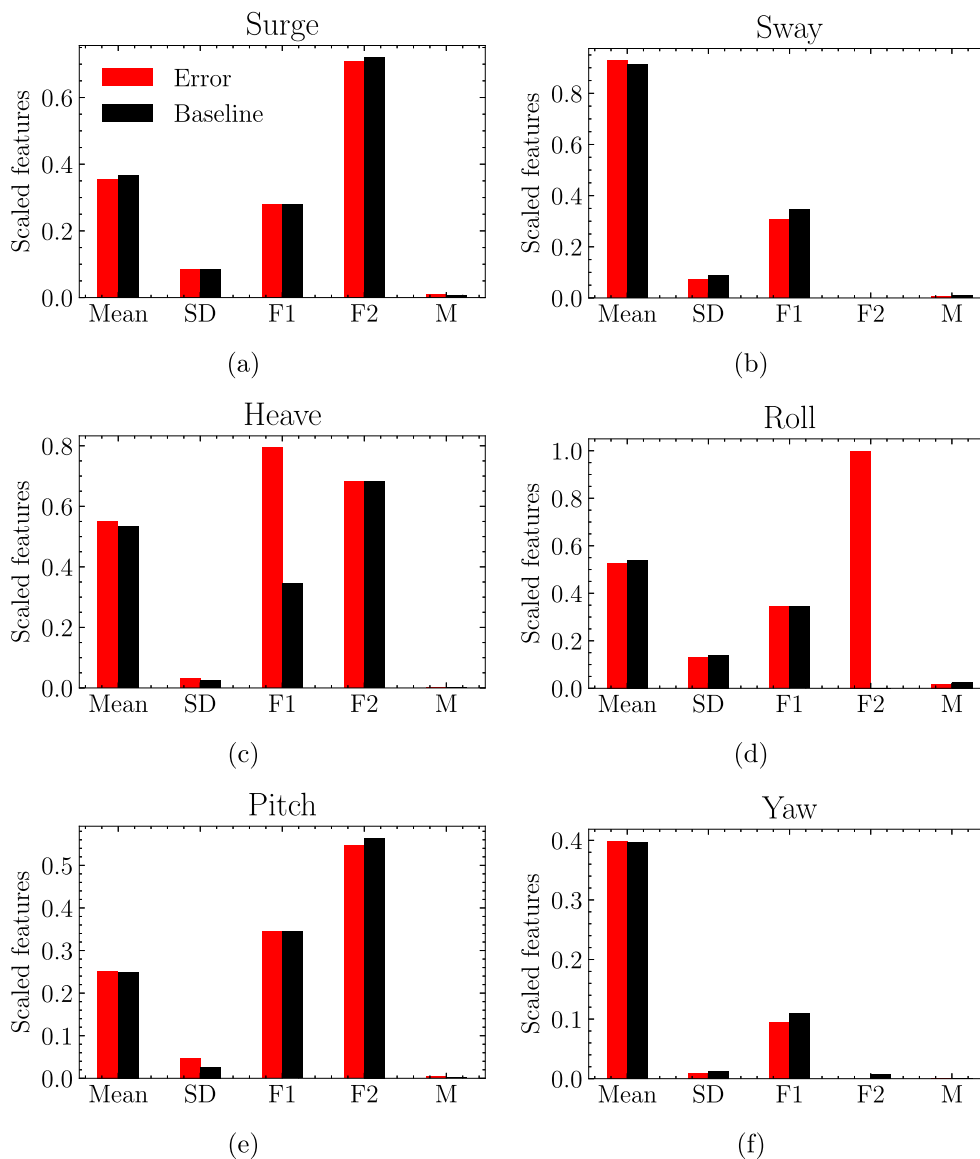 Surge
Scaled features
0.6
0.4
0.2
0.0
Error
Baseline
Mean SD F1 F2 M
(a)
Sway
Scaled features
0.8
0.6
0.4
0.2
0.0
Mean SD F1 F2 M
(b)
Heave
Scaled features
0.8
0.6
0.4
0.2
0.0
Mean SD F1 F2 M
(c)
Roll
Scaled features
1.0
0.8
0.6
0.4
0.2
0.0
Mean SD F1 F2 M
(d)
Pitch
Scaled features
0.5
0.4
0.3
0.2
0.1
0.0
Mean SD F1 F2 M
(e)
Yaw
Scaled features
0.4
0.3
0.2
0.1
0.0
Mean SD F1 F2 M
(f)